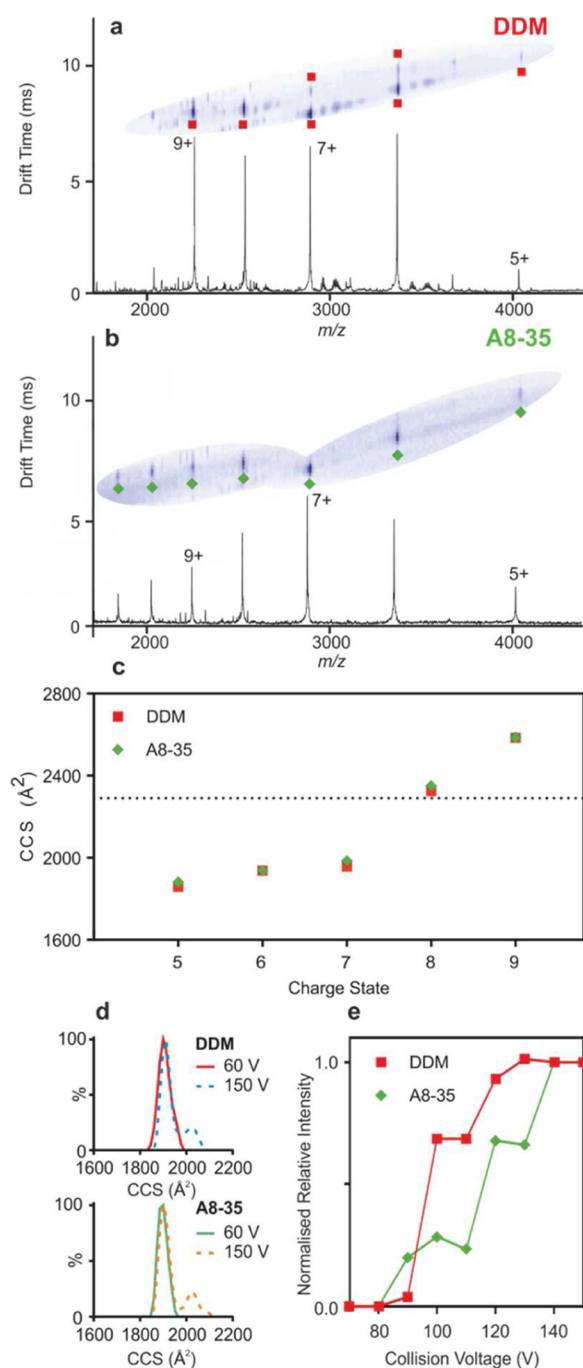 a
DDM
Drift Time (ms)
10
5
0
9+
7+
5+
2000
3000
4000
m/z
b
A8-35
Drift Time (ms)
10
5
0
9+
7+
5+
2000
3000
4000
m/z
c
CCS (Å²)
2800
2400
2000
1600
DDM
A8-35
5
6
7
8
9
Charge State
d
100
%
DDM
60 V
150 V
1600
1800
2000
2200
CCS (Å²)
100
%
A8-35
60 V
150 V
1600
1800
2000
2200
CCS (Å²)
e
Normalised Relative Intensity
1.0
0.0
DDM
A8-35
80
100
120
140
Collision Voltage (V)